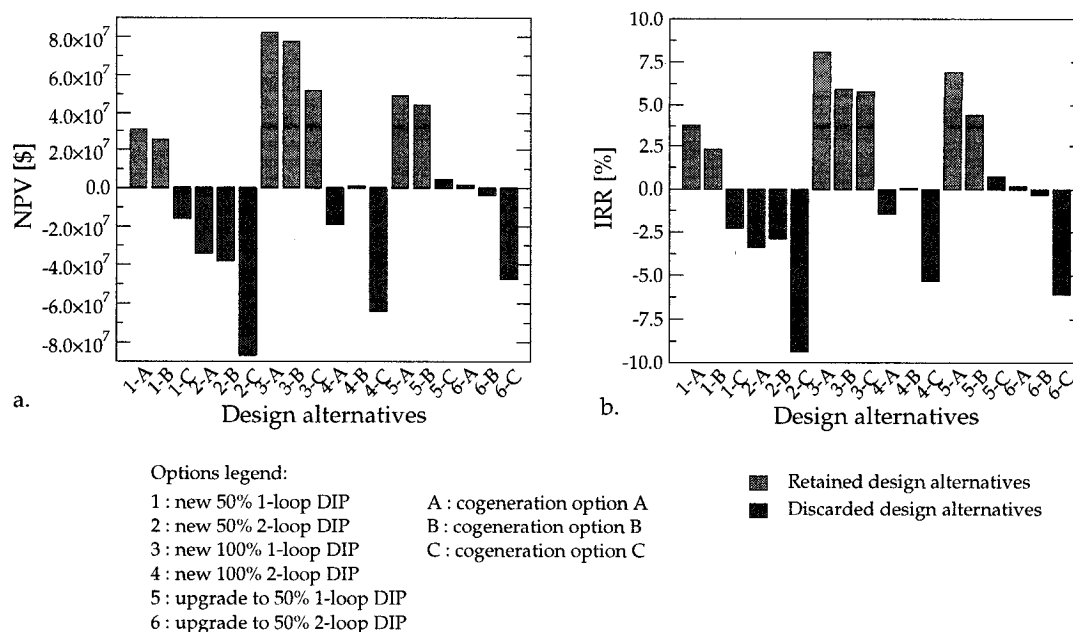 8.0×10⁷
6.0×10⁷
4.0×10⁷
2.0×10⁷
0.0
-2.0×10⁷
-4.0×10⁷
-6.0×10⁷
-8.0×10⁷
NPV [$]
1-A 1-B 1-C 2-A 2-B 2-C 3-A 3-B 3-C 4-A 4-B 4-C 5-A 5-B 5-C 6-A 6-B 6-C
Design alternatives
a.
10.0
7.5
5.0
2.5
0.0
-2.5
-5.0
-7.5
-10.0
IRR [%]
1-A 1-B 1-C 2-A 2-B 2-C 3-A 3-B 3-C 4-A 4-B 4-C 5-A 5-B 5-C 6-A 6-B 6-C
Design alternatives
b.
Options legend:
1 : new 50% 1-loop DIP
2 : new 50% 2-loop DIP
3 : new 100% 1-loop DIP
4 : new 100% 2-loop DIP
5 : upgrade to 50% 1-loop DIP
6 : upgrade to 50% 2-loop DIP
A : cogeneration option A
B : cogeneration option B
C : cogeneration option C
Retained design alternatives
Discarded design alternatives